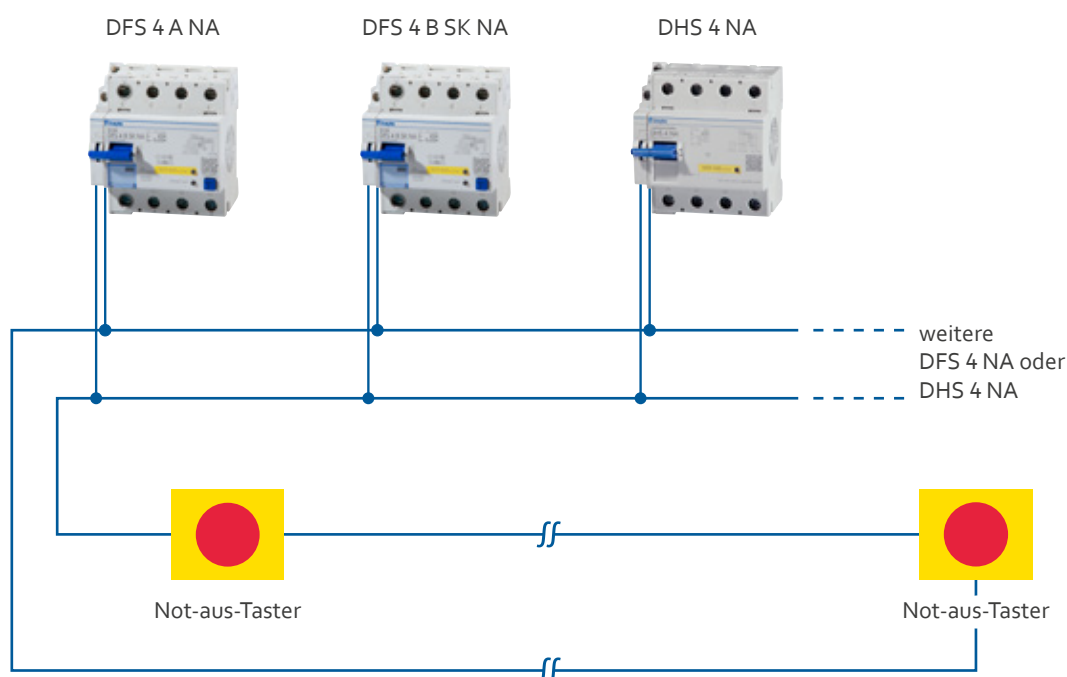 DFS 4 A NA
DFS 4 B SK NA
DHS 4 NA
weitere
DFS 4 NA oder
DHS 4 NA
Not-aus-Taster
Not-aus-Taster